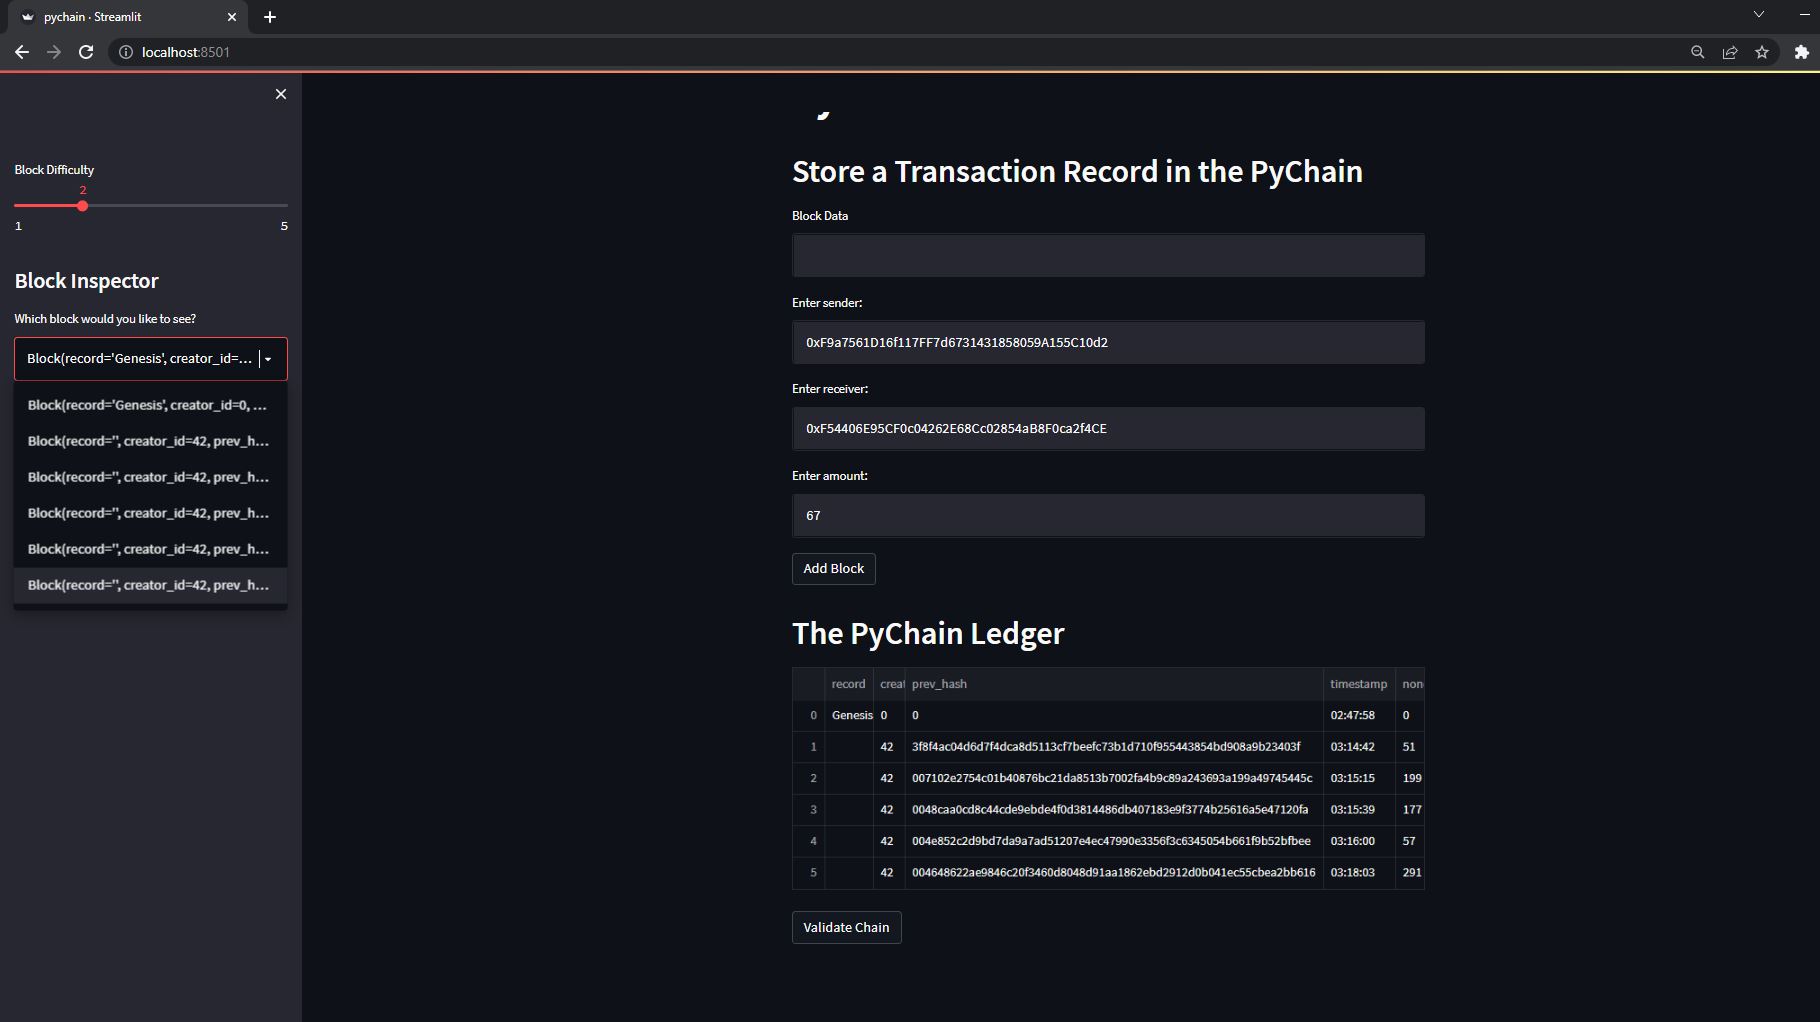 pychain · Streamlit
localhost:8501
Block Difficulty
2
1 5
Block Inspector
Which block would you like to see?
Block(record='Genesis', creator_id=...
Block(record='Genesis', creator_id=0, ...
Block(record='', creator_id=42, prev_h...
Block(record='', creator_id=42, prev_h...
Block(record='', creator_id=42, prev_h...
Block(record='', creator_id=42, prev_h...
Block(record='', creator_id=42, prev_h...
Store a Transaction Record in the PyChain
Block Data
Enter sender:
0xF9a7561D16f117FF7d6731431858059A155C10d2
Enter receiver:
0xF54406E95CF0c04262E68Cc02854aB8F0ca2f4CE
Enter amount:
67
Add Block
The PyChain Ledger
record creat prev_hash timestamp non
0 Genesis 0 0 02:47:58 0
1 42 3f8f4ac04d6d7f4dca8d5113cf7beefc73b1d710f955443854bd908a9b23403f 03:14:42 51
2 42 007102e2754c01b40876bc21da8513b7002fa4b9c89a243693a199a49745445c 03:15:15 199
3 42 0048caa0cd8c44cde9ebde4f0d3814486db407183e9f3774b25616a5e47120fa 03:15:39 177
4 42 004e852c2d9bd7da9a7ad51207e4ec47990e3356f3c6345054b661f9b52bfbee 03:16:00 57
5 42 004648622ae9846c20f3460d8048d91aa1862ebd2912d0b041ec55cbea2bb616 03:18:03 291
Validate Chain